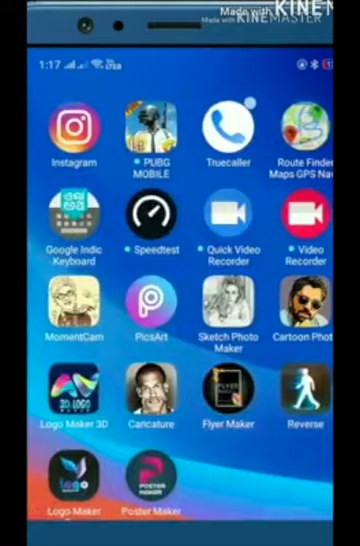 Made with KINEM
Made with KINEMASTER
1:17
Instagram
PUBG
MOBILE
Truecaller
Route Finder
Maps GPS Nav
Google Indic
Keyboard
Speedtest
Quick Video
Recorder
Video
Recorder
MomentCam
PicsArt
Sketch Photo
Maker
Cartoon Phot
Logo Maker 3D
Caricature
Flyer Maker
Reverse
Logo Maker
Poster Maker